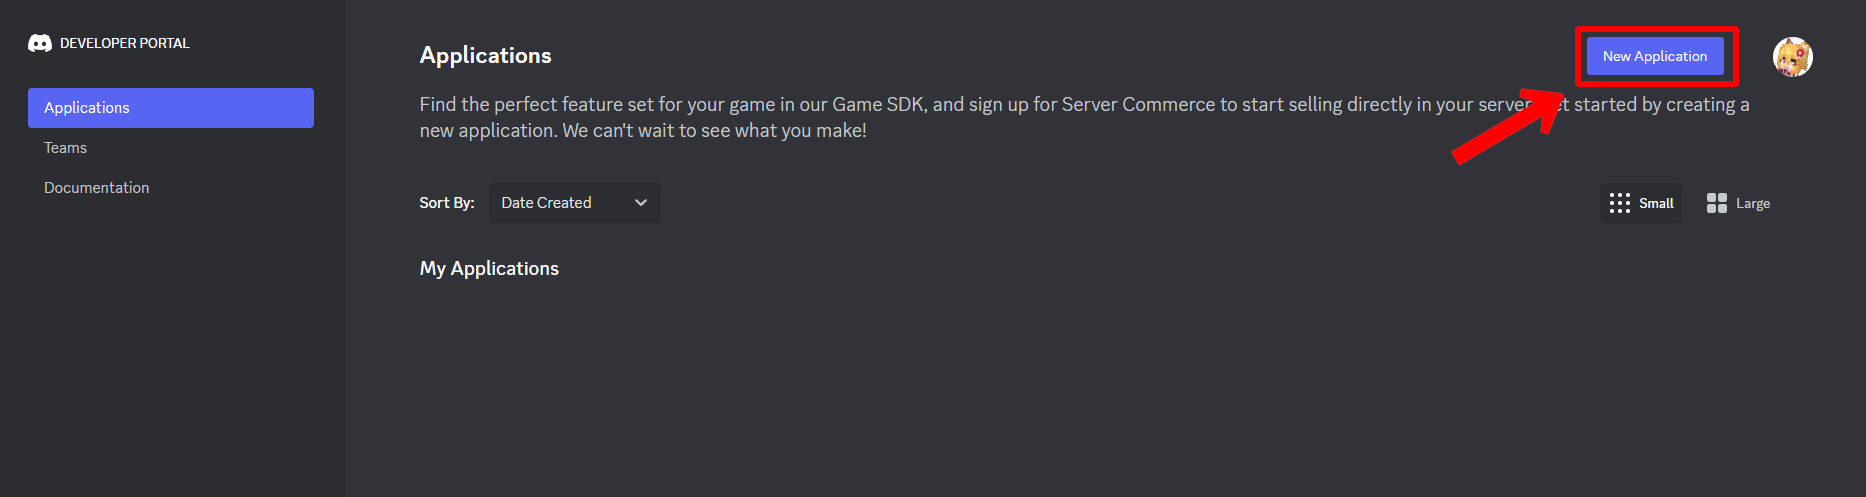 DEVELOPER PORTAL
Applications
Teams
Documentation
Applications
New Application
Find the perfect feature set for your game in our Game SDK, and sign up for Server Commerce to start selling directly in your server started by creating a
new application. We can't wait to see what you make!
Sort By:
Date Created
Small
Large
My Applications